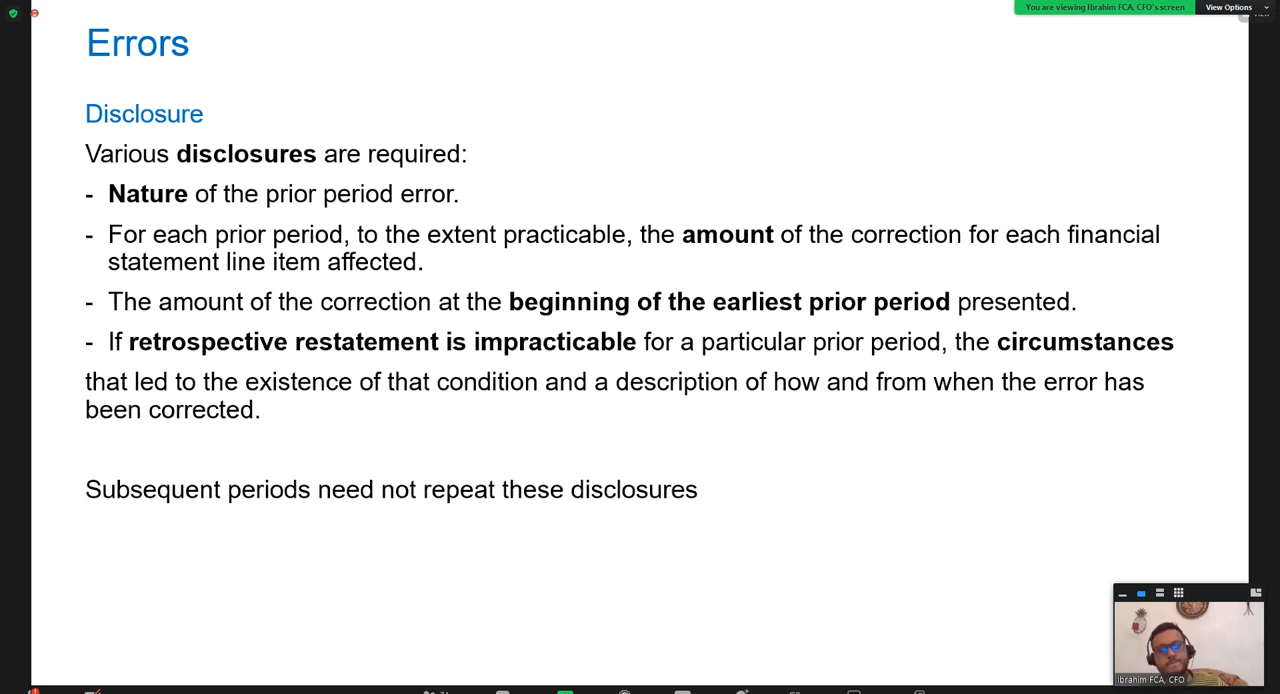 You are viewing Ibrahim FCA, CFO's screen
View Options
Errors
Disclosure
Various disclosures are required:
- Nature of the prior period error.
- For each prior period, to the extent practicable, the amount of the correction for each financial
statement line item affected.
- The amount of the correction at the beginning of the earliest prior period presented.
- If retrospective restatement is impracticable for a particular prior period, the circumstances
that led to the existence of that condition and a description of how and from when the error has
been corrected.
Subsequent periods need not repeat these disclosures
Ibrahim FCA, CFO